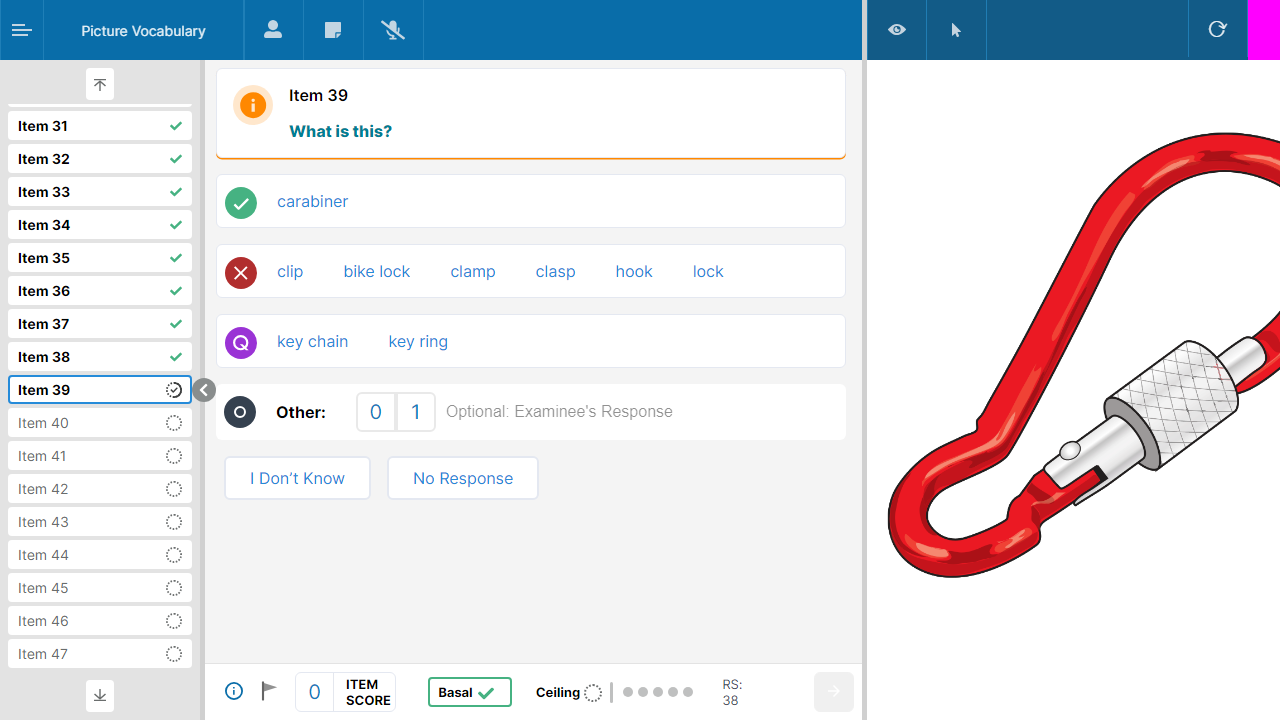 Picture Vocabulary
Item 31
Item 32
Item 33
Item 34
Item 35
Item 36
Item 37
Item 38
Item 39
Item 40
Item 41
Item 42
Item 43
Item 44
Item 45
Item 46
Item 47
Item 39
What is this?
carabiner
clip bike lock clamp clasp hook lock
Q key chain key ring
O Other: 0 1 Optional: Examinee's Response
I Don't Know No Response
0 ITEM SCORE Basal Ceiling RS: 38